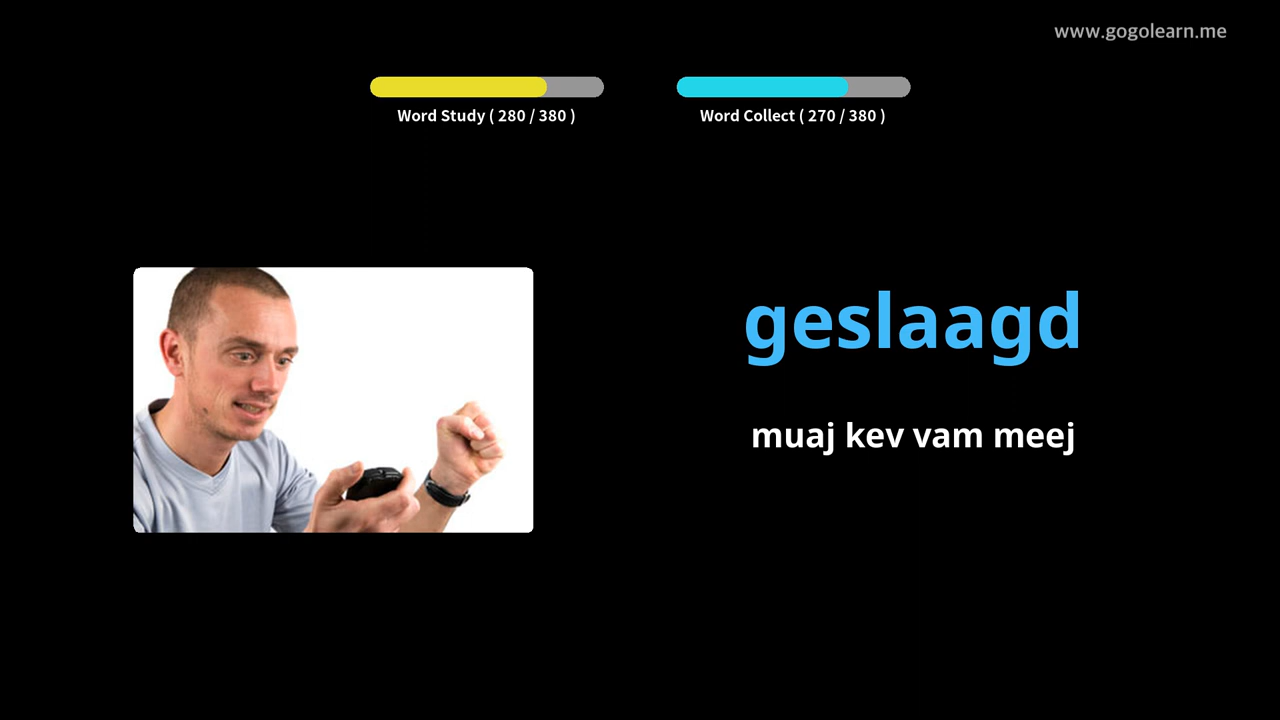 www.gogolearn.me
Word Study ( 280 / 380 )
Word Collect ( 270 / 380 )
geslaagd
muaj kev vam meej